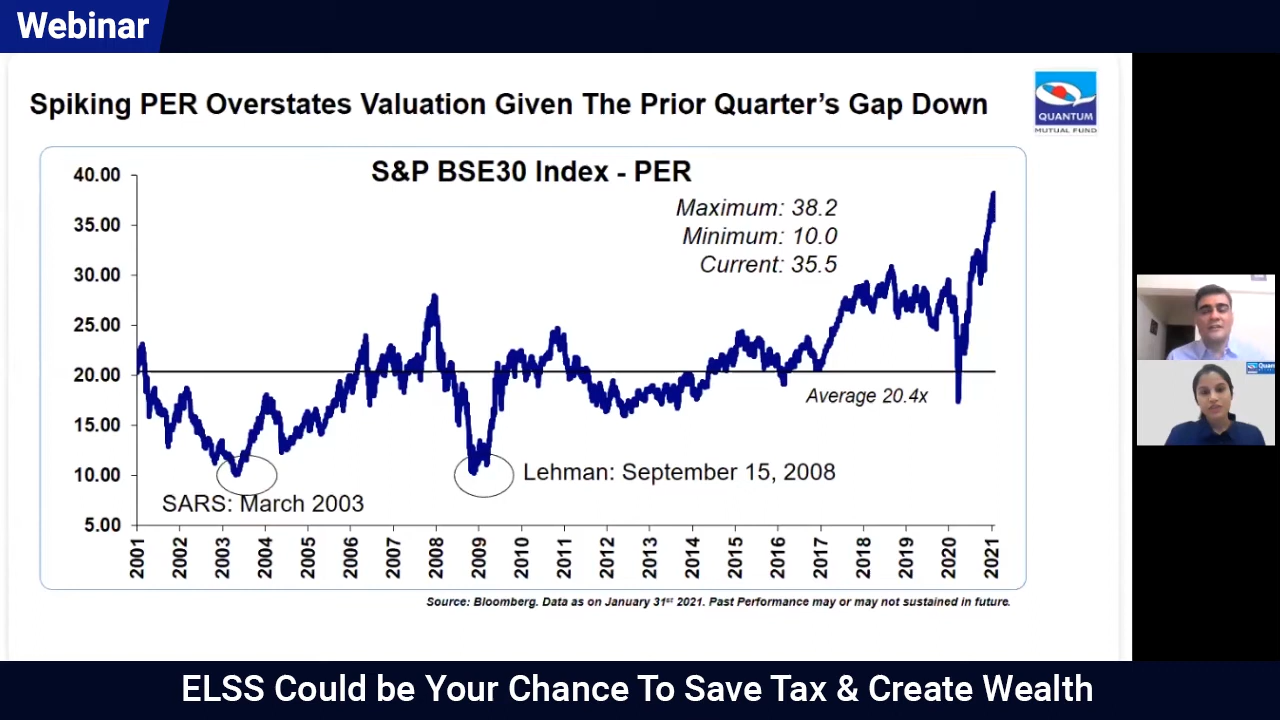 Webinar
Spiking PER Overstates Valuation Given The Prior Quarter's Gap Down
QUANTUM
MUTUAL FUND
S&P BSE30 Index - PER
Maximum: 38.2
Minimum: 10.0
Current: 35.5
40.00
35.00
30.00
25.00
20.00
15.00
10.00
5.00
Average 20.4x
Lehman: September 15, 2008
SARS: March 2003
2001 2002 2003 2004 2005 2006 2007 2008 2009 2010 2011 2012 2013 2014 2015 2016 2017 2018 2019 2020 2021
Source: Bloomberg. Data as on January 31st 2021. Past Performance may or may not sustained in future.
ELSS Could be Your Chance To Save Tax & Create Wealth